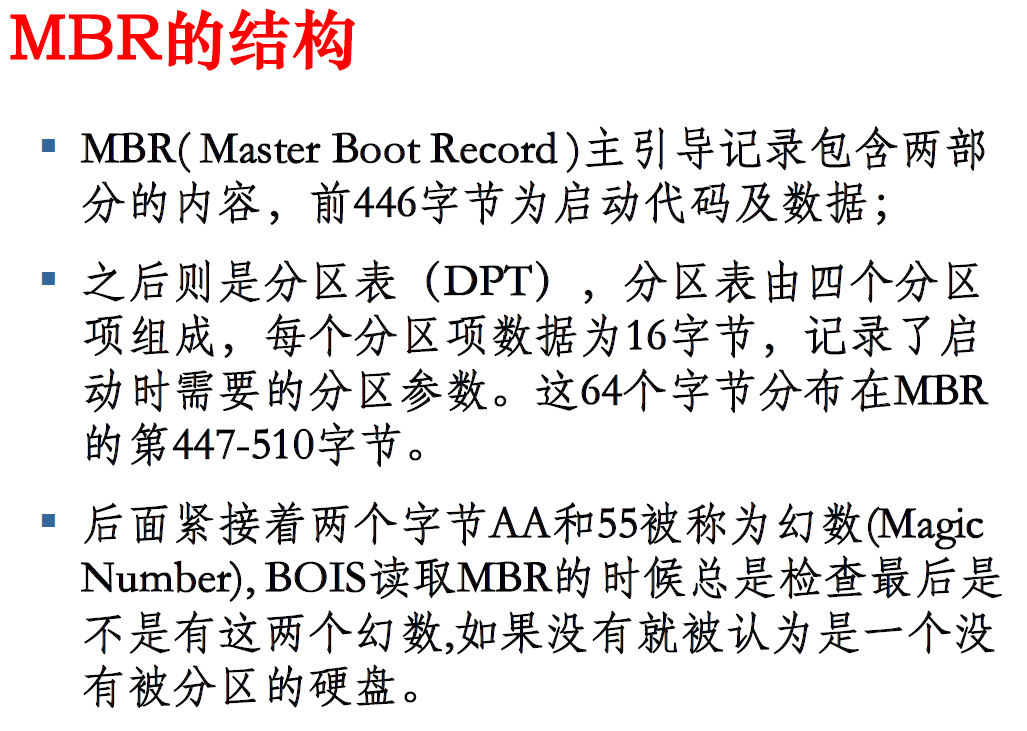 MBR的结构
MBR( Master Boot Record )主引导记录包含两部
分的内容，前446字节为启动代码及数据；
之后则是分区表（DPT），分区表由四个分区
项组成，每个分区项数据为16字节，记录了启
动时需要的分区参数。这64个字节分布在MBR
的第447-510字节。
后面紧接着两个字节AA和55被称为幻数(Magic
Number), BOIS读取MBR的时候总是检查最后是
不是有这两个幻数,如果没有就被认为是一个没
有被分区的硬盘。